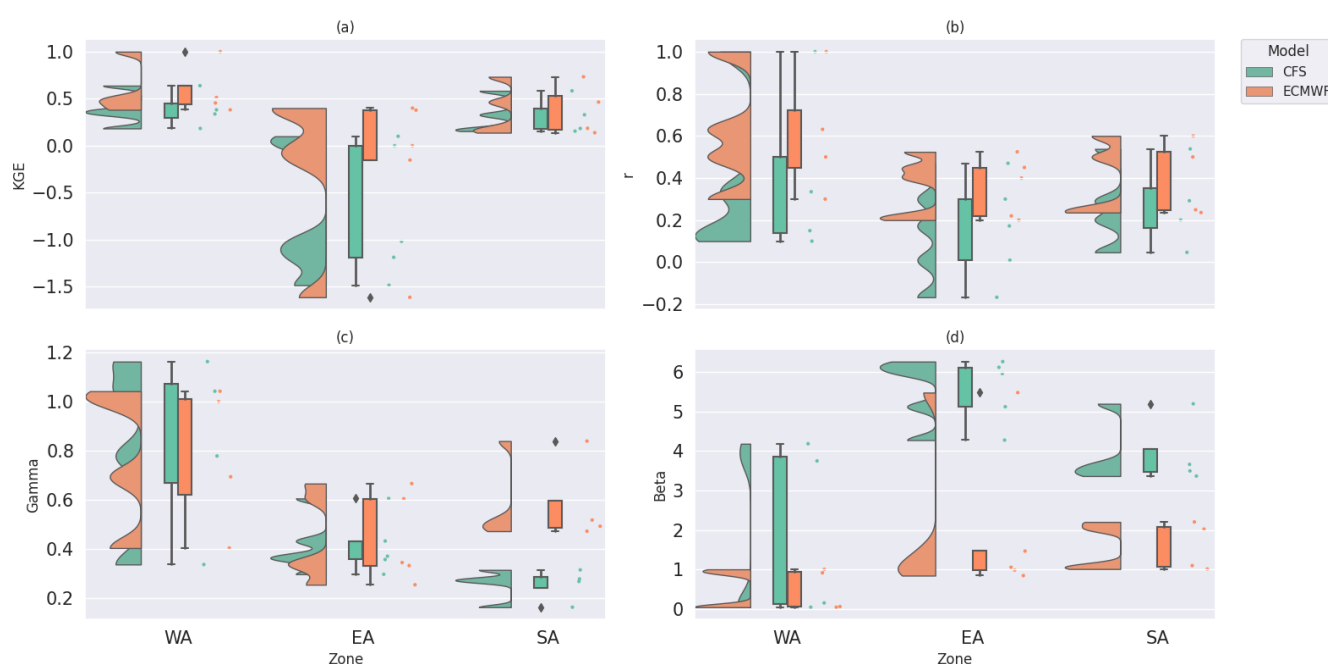 (a)
(b)
Model
CFS
ECMWF
1.0
0.5
0.0
−0.5
−1.0
−1.5
KGE
1.0
0.8
0.6
0.4
0.2
0.0
−0.2
r
(c)
(d)
1.2
1.0
0.8
0.6
0.4
0.2
Gamma
6
5
4
3
2
1
0
Beta
WA
EA
SA
Zone
WA
EA
SA
Zone